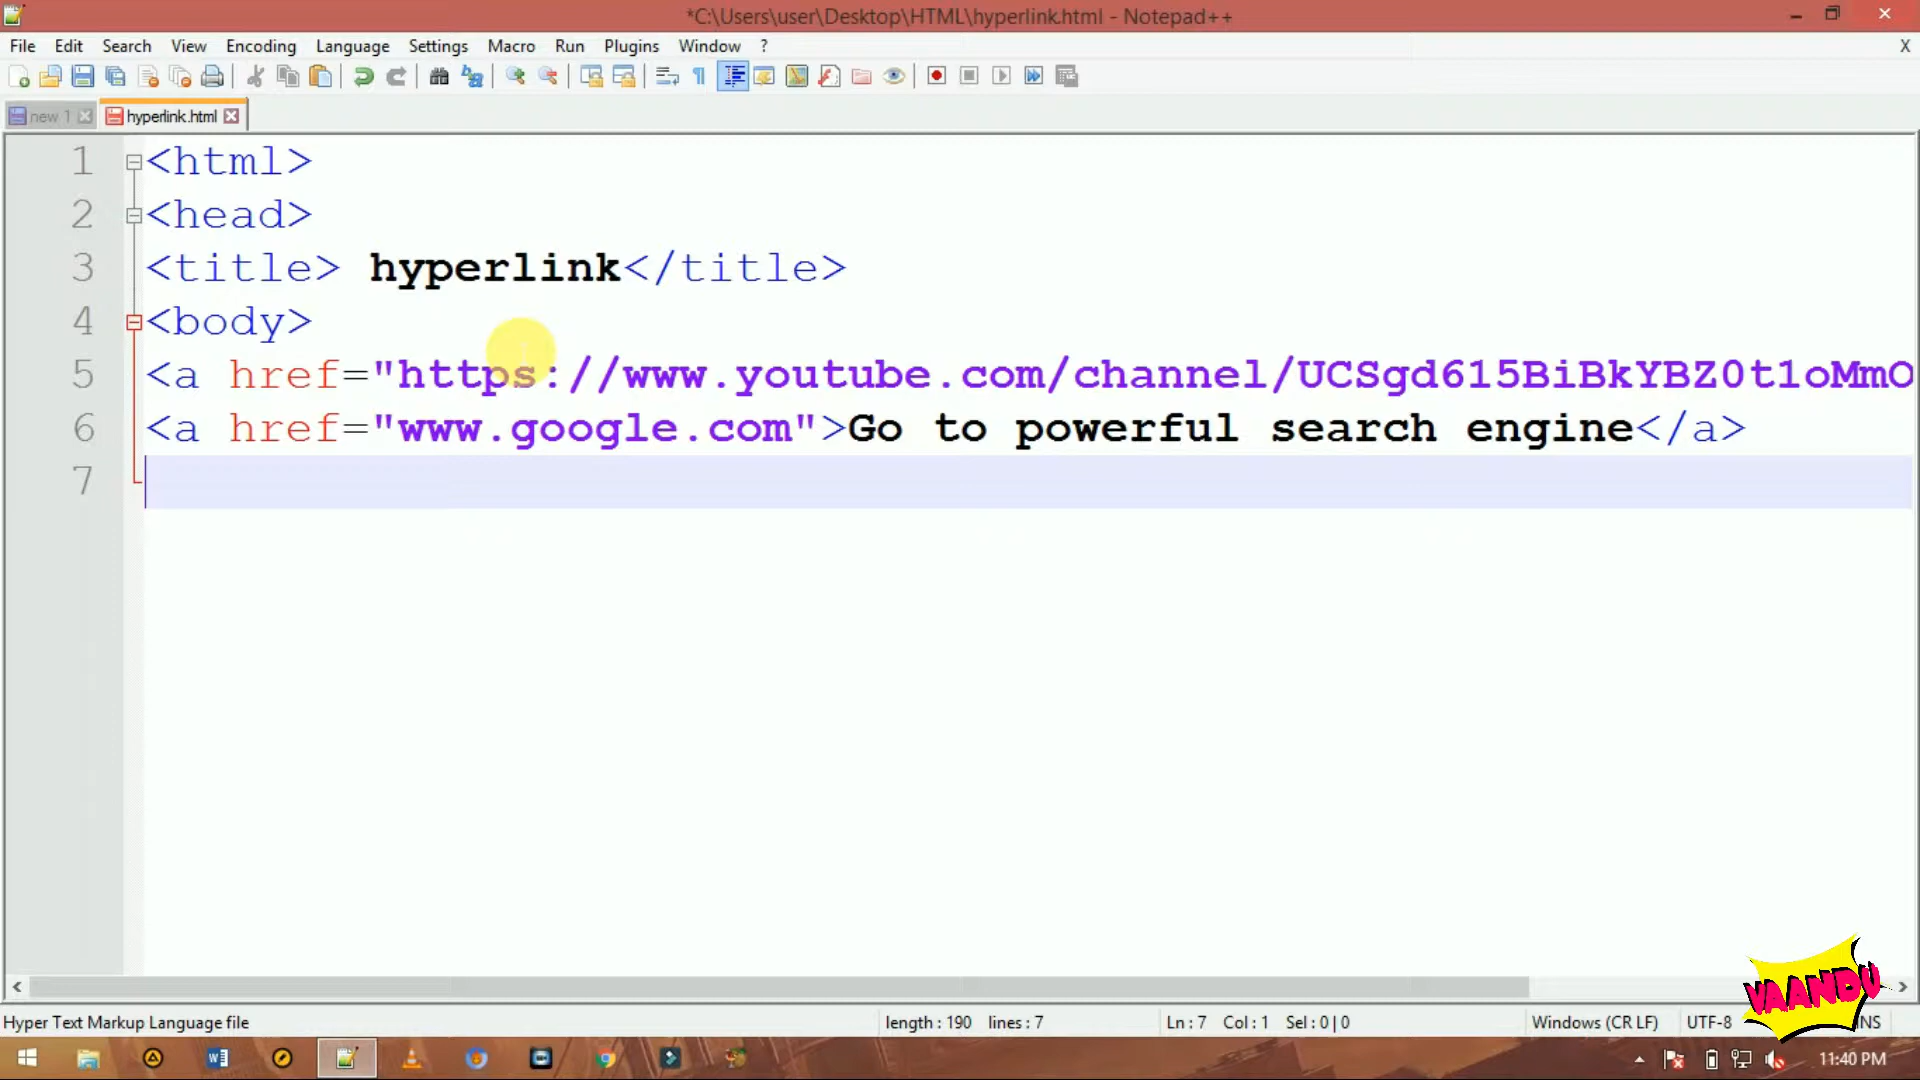 *C:\Users\user\Desktop\HTML\hyperlink.html - Notepad++
File Edit Search View Encoding Language Settings Macro Run Plugins Window ? X
new 1 hyperlink.html
1 <html>
2 <head>
3 <title> hyperlink</title>
4 <body>
5 <a href="https://www.youtube.com/channel/UCSgd615BiBkYBZ0t1oMmO
6 <a href="www.google.com">Go to powerful search engine</a>
7
VAANDU
Hyper Text Markup Language file length : 190 lines : 7 Ln : 7 Col : 1 Sel : 0 | 0 Windows (CR LF) UTF-8 NS
11:40 PM